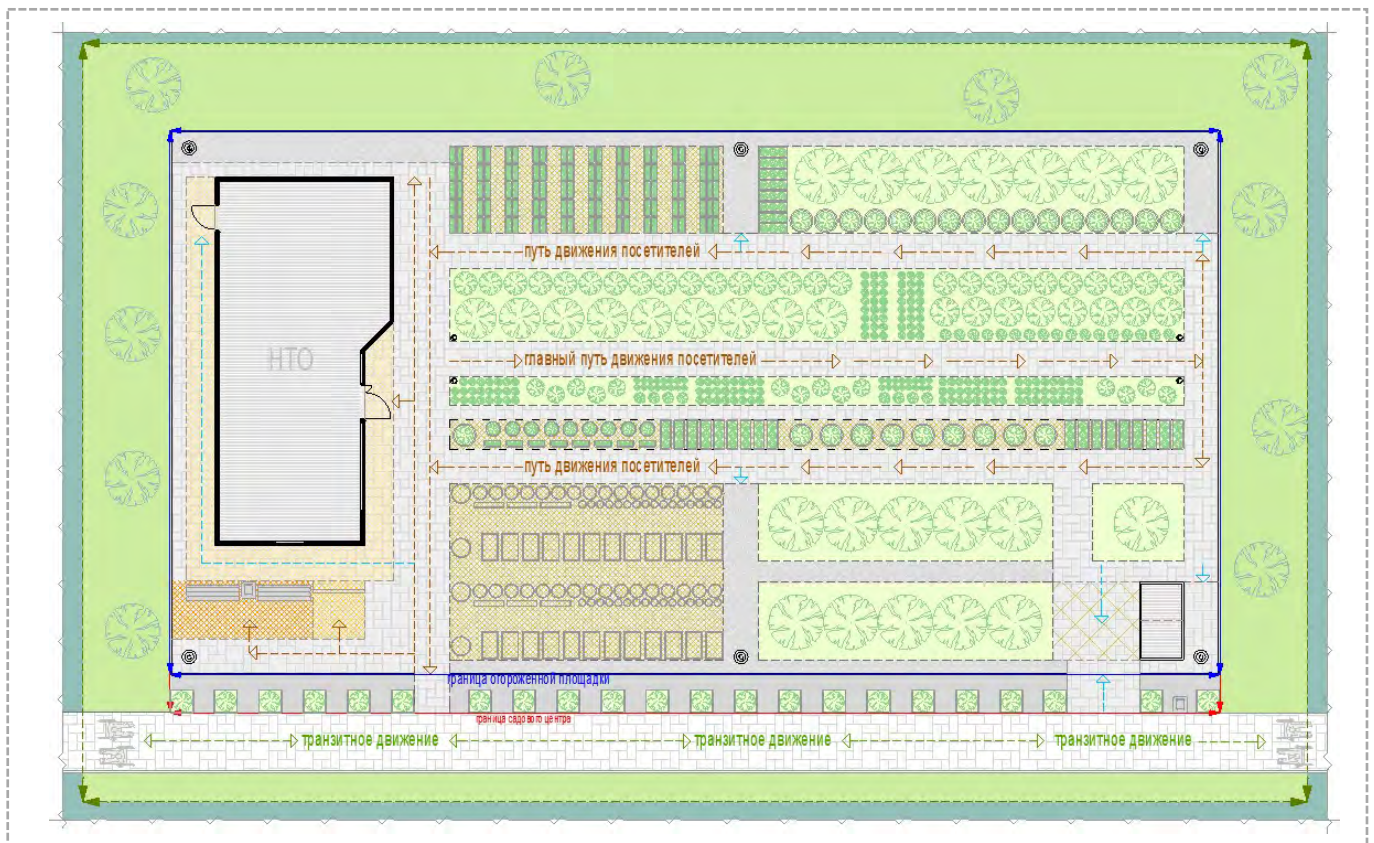 путь движения посетителей
НТО
главный путь движения посетителей
путь движения посетителей
граница огороженной площадки
граница садового центра
транзитное движение
транзитное движение
транзитное движение